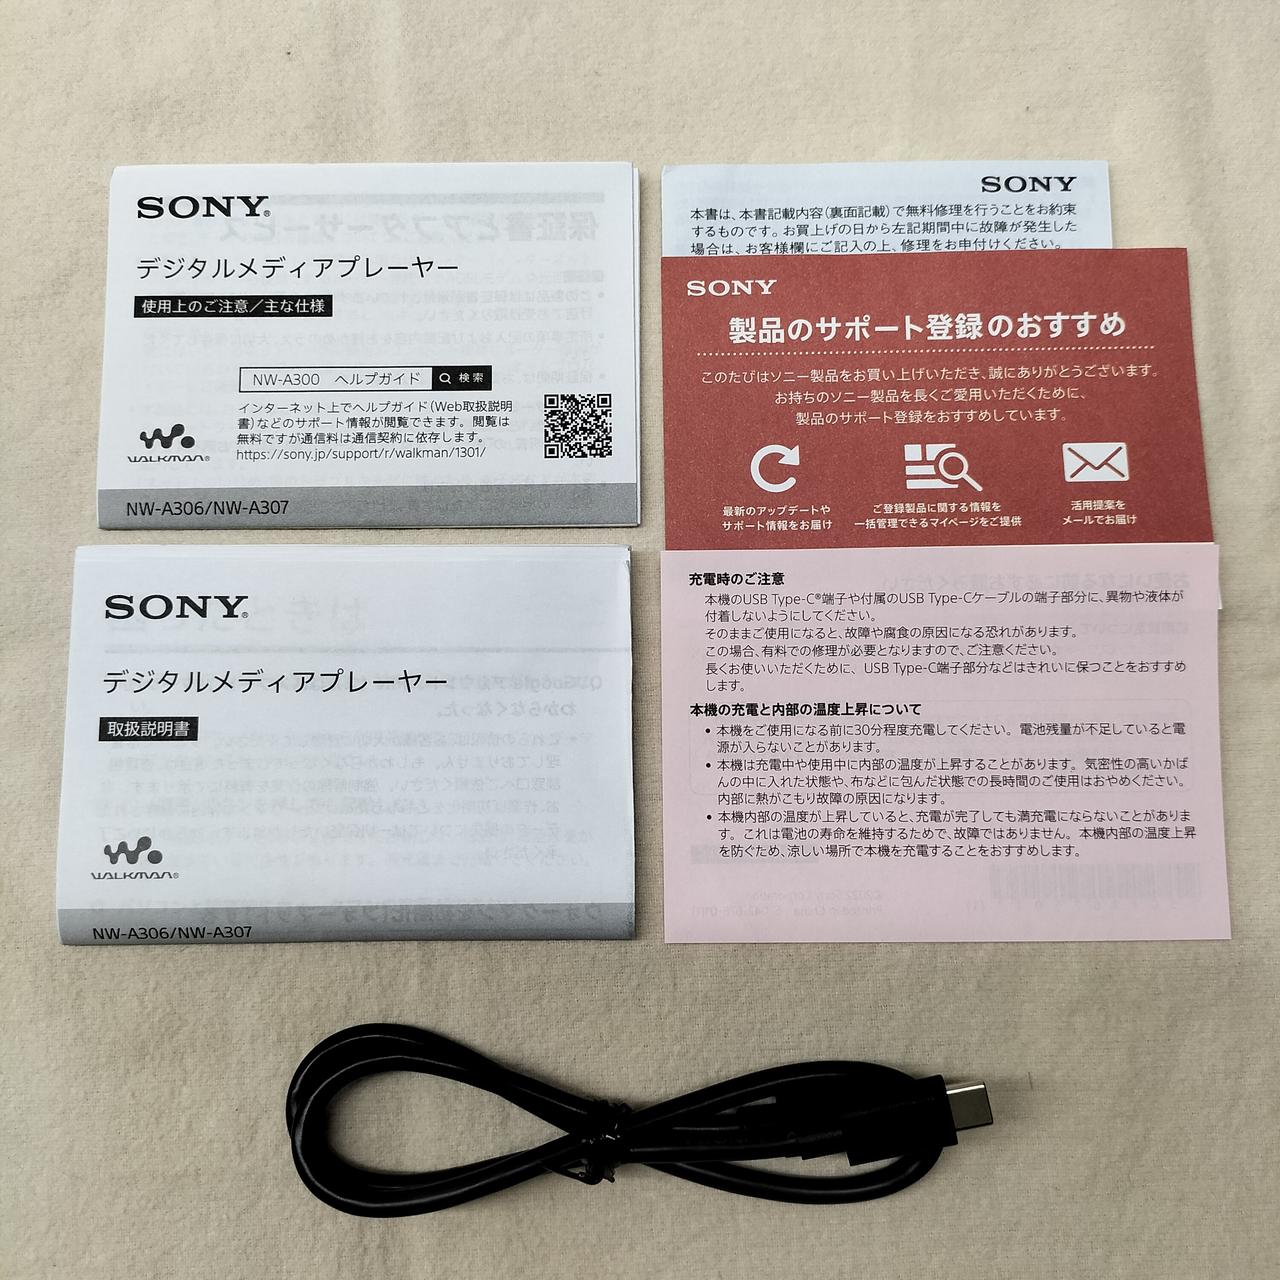 SONY®
デジタルメディアプレーヤー
使用上のご注意／主な仕様
NW-A300 ヘルプガイド 検索
インターネット上でヘルプガイド（Web取扱説明
書）などのサポート情報が閲覧できます。閲覧は
無料ですが通信料は通信契約に依存します。
https://sony.jp/support/r/walkman/1301/
WALKMAN®
NW-A306/NW-A307
SONY®
デジタルメディアプレーヤー
取扱説明書
WALKMAN®
NW-A306/NW-A307
SONY
本書は、本書記載内容（裏面記載）で無料修理を行うことをお約束
するものです。お買上げの日から左記期間中に故障が発生した
場合は、お客様欄にご記入の上、修理をお申付けください。
SONY
製品のサポート登録のおすすめ
このたびはソニー製品をお買い上げいただき、誠にありがとうございます。
お持ちのソニー製品を長くご愛用いただくために、
製品のサポート登録をおすすめしています。
最新のアップデートや
サポート情報をお届け
ご登録製品に関する情報を
一括管理できるマイページをご提供
活用提案を
メールでお届け
充電時のご注意
本機のUSB Type-C®端子や付属のUSB Type-Cケーブルの端子部分に、異物や液体が
付着しないようにしてください。
そのままご使用になると、故障や腐食の原因になる恐れがあります。
この場合、有料での修理が必要となりますので、ご注意ください。
長くお使いいただくために、USB Type-C端子部分などはきれいに保つことをおすすめ
します。
本機の充電と内部の温度上昇について
• 本機をご使用になる前に30分程度充電してください。電池残量が不足していると電
源が入らないことがあります。
• 本機は充電中や使用中に内部の温度が上昇することがあります。気密性の高いかば
んの中に入れた状態や、布などに包んだ状態での長時間のご使用はおやめください。
内部に熱がこもり故障の原因になります。
• 本機内部の温度が上昇していると、充電が完了しても満充電にならないことがありま
す。これは電池の寿命を維持するためで、故障ではありません。本機内部の温度上昇
を防ぐため、涼しい場所で本機を充電することをおすすめします。